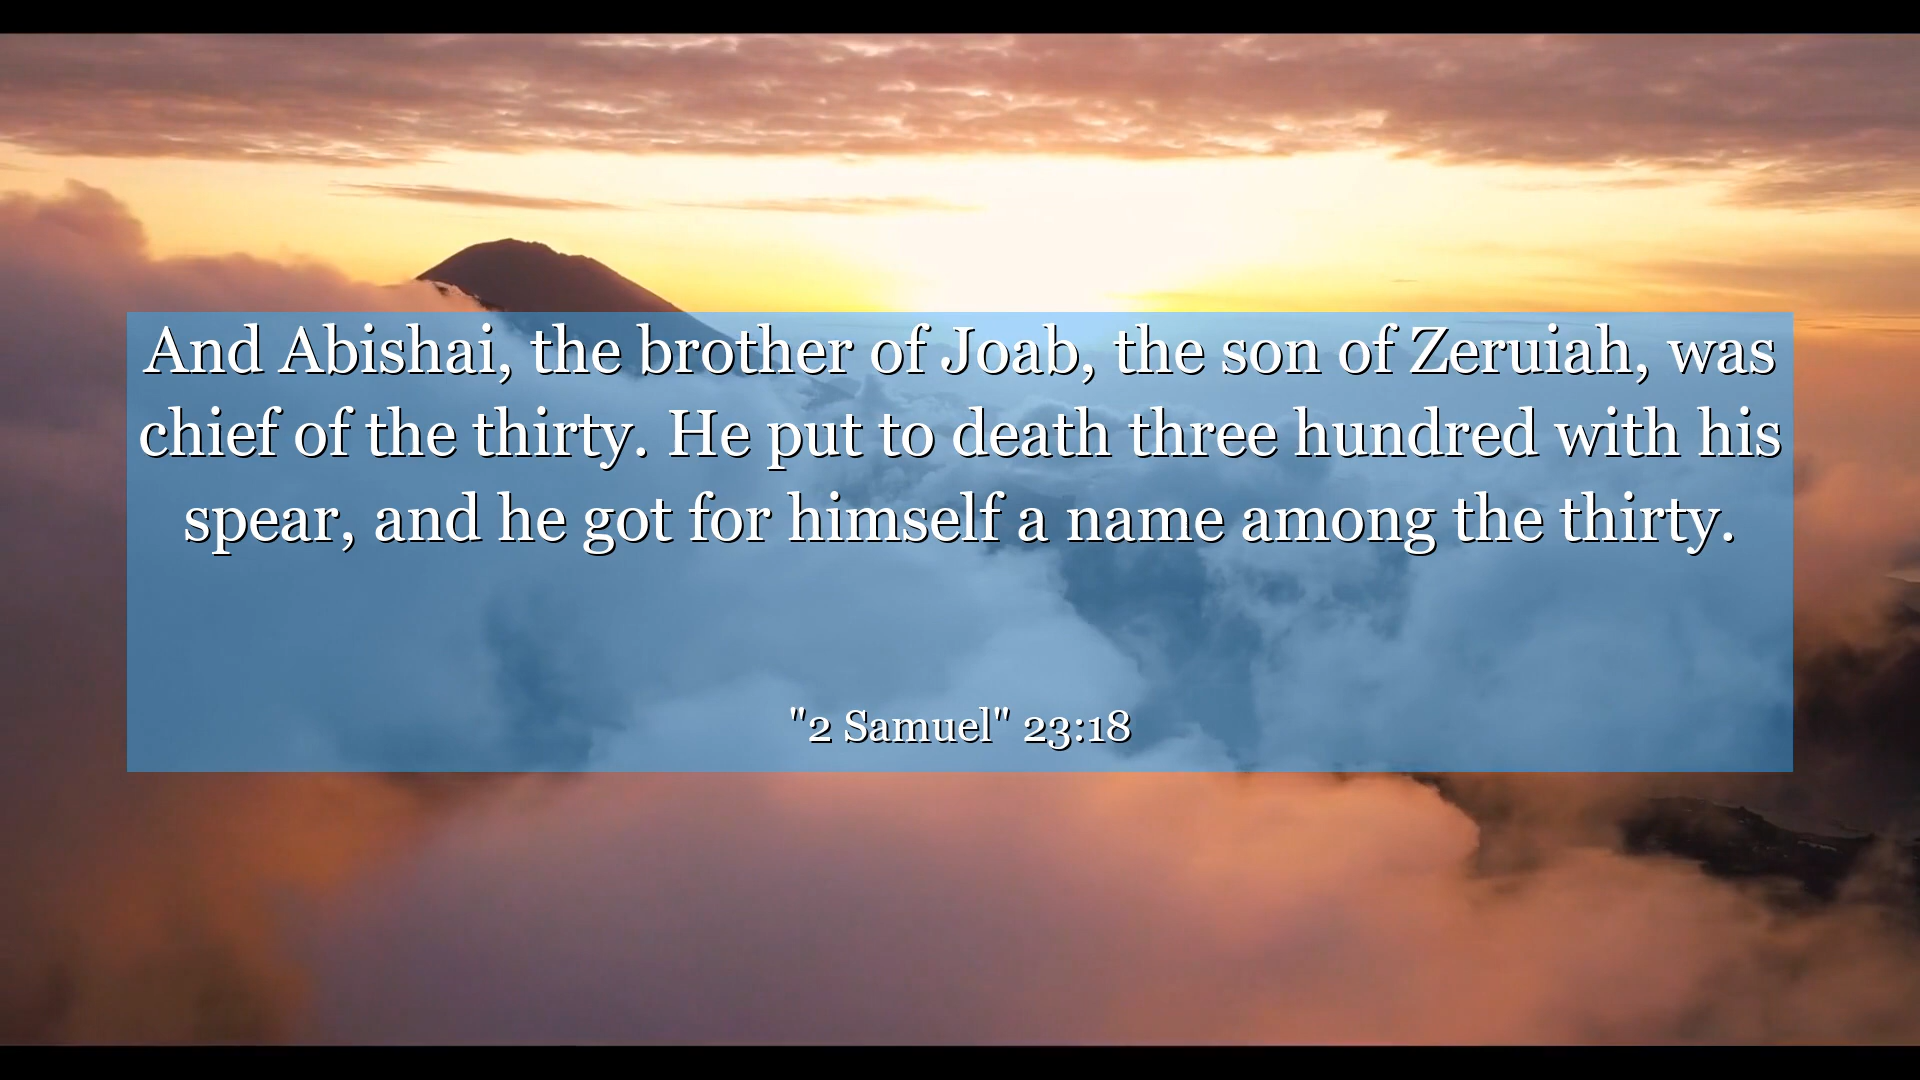 And Abishai, the brother of Joab, the son of Zeruiah, was
chief of the thirty. He put to death three hundred with his
spear, and he got for himself a name among the thirty.
"2 Samuel" 23:18